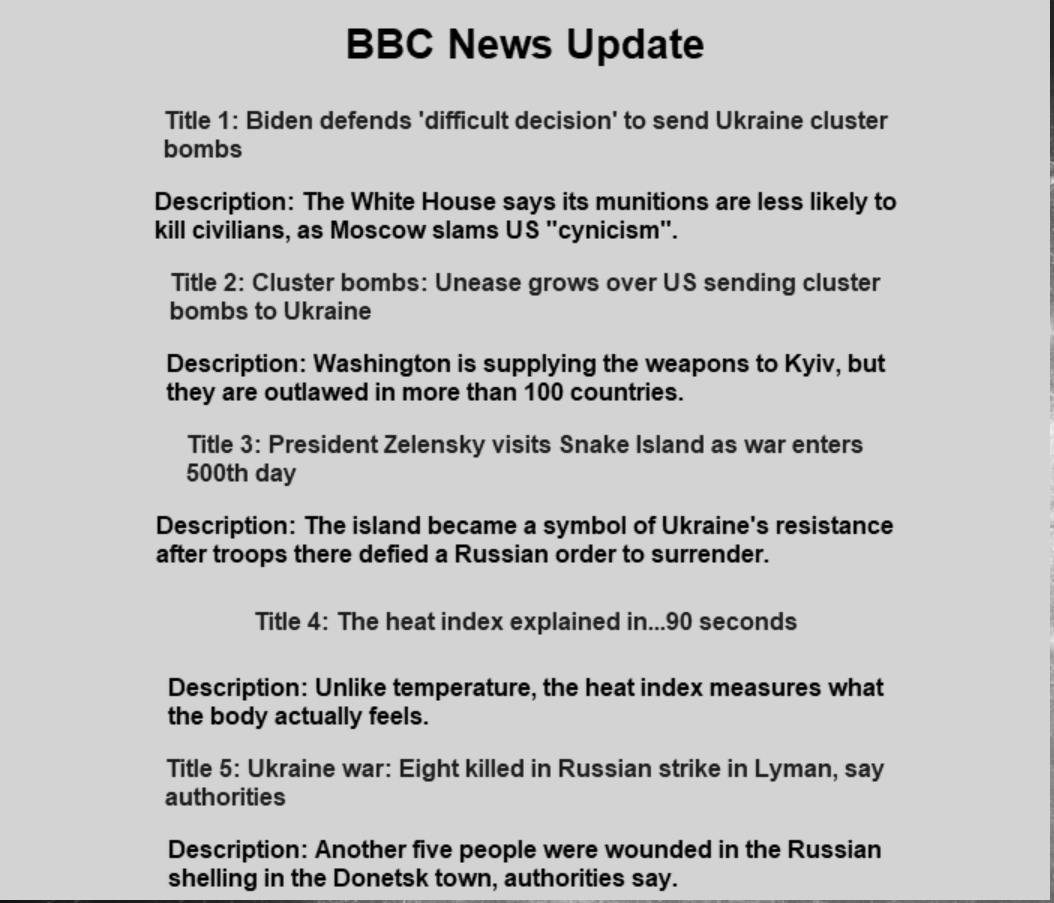 BBC News Update
Title 1: Biden defends 'difficult decision' to send Ukraine cluster
bombs
Description: The White House says its munitions are less likely to
kill civilians, as Moscow slams US "cynicism".
Title 2: Cluster bombs: Unease grows over US sending cluster
bombs to Ukraine
Description: Washington is supplying the weapons to Kyiv, but
they are outlawed in more than 100 countries.
Title 3: President Zelensky visits Snake Island as war enters
500th day
Description: The island became a symbol of Ukraine's resistance
after troops there defied a Russian order to surrender.
Title 4: The heat index explained in...90 seconds
Description: Unlike temperature, the heat index measures what
the body actually feels.
Title 5: Ukraine war: Eight killed in Russian strike in Lyman, say
authorities
Description: Another five people were wounded in the Russian
shelling in the Donetsk town, authorities say.